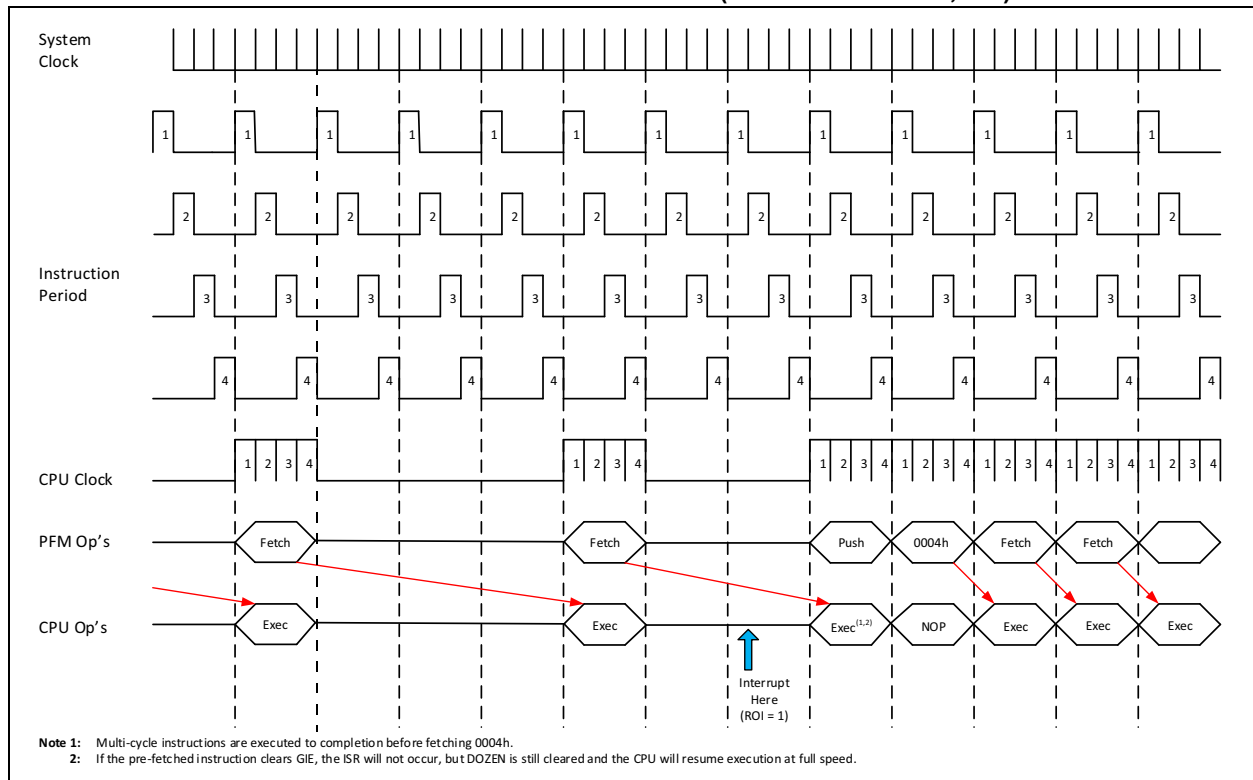 System
Clock
1 1 1 1 1 1 1 1 1 1 1 1 1
2 2 2 2 2 2 2 2 2 2 2 2 2
Instruction
Period
3 3 3 3 3 3 3 3 3 3 3 3 3
4 4 4 4 4 4 4 4 4 4 4 4 4
CPU Clock
1 2 3 4 1 2 3 4 1 2 3 4 1 2 3 4 1 2 3 4 1 2 3 4 1 2 3 4
PFM Op's
Fetch Fetch Push 0004h Fetch Fetch
CPU Op's
Exec Exec Exec(1,2) NOP Exec Exec Exec
Interrupt
Here
(ROI = 1)
Note 1: Multi-cycle instructions are executed to completion before fetching 0004h.
2: If the pre-fetched instruction clears GIE, the ISR will not occur, but DOZEN is still cleared and the CPU will resume execution at full speed.